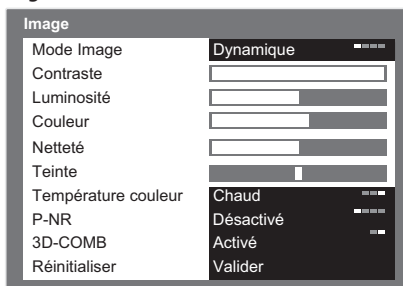 Image
Mode Image Dynamique
Contraste
Luminosité
Couleur
Netteté
Teinte
Température couleur Chaud
P-NR Désactivé
3D-COMB Activé
Réinitialiser Valider